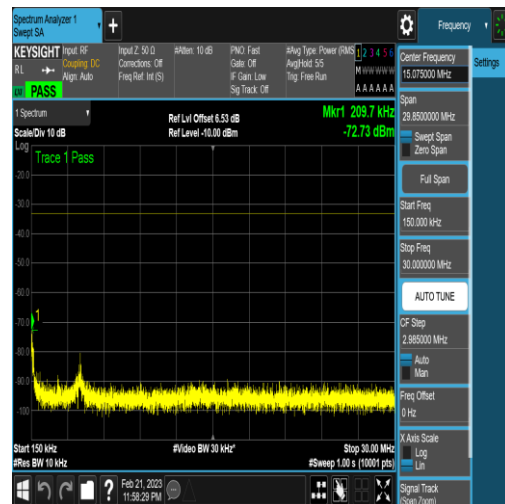 Spectrum Analyzer 1
Swept SA
Frequency
KEYSIGHT
RL
Input: RF
Coupling: DC
Align: Auto
Input Z: 50 Ω
Corrections: Off
Freq Ref: Int (S)
#Atten: 10 dB
PNO: Fast
Gate: Off
IF Gain: Low
Sig Track: Off
#Avg Type: Power (RMS
Avg|Hold: 5/5
Trig: Free Run
1 2 3 4 5 6
M W W W W W
A A A A A A
PASS
1 Spectrum
Scale/Div 10 dB
Log
Ref Lvl Offset 6.53 dB
Ref Level -10.00 dBm
Mkr1 209.7 kHz
-72.73 dBm
Trace 1 Pass
-20.0
-30.0
-40.0
-50.0
-60.0
-70.0
-80.0
-90.0
-100
1
Start 150 kHz
#Res BW 10 kHz
#Video BW 30 kHz*
Stop 30.00 MHz
#Sweep 1.00 s (10001 pts)
Feb 21, 2023
11:58:29 PM
Settings
Center Frequency
15.075000 MHz
Span
29.8500000 MHz
Swept Span
Zero Span
Full Span
Start Freq
150.000 kHz
Stop Freq
30.000000 MHz
AUTO TUNE
CF Step
2.985000 MHz
Auto
Man
Freq Offset
0 Hz
X Axis Scale
Log
Lin
Signal Track
(Span Zoom)